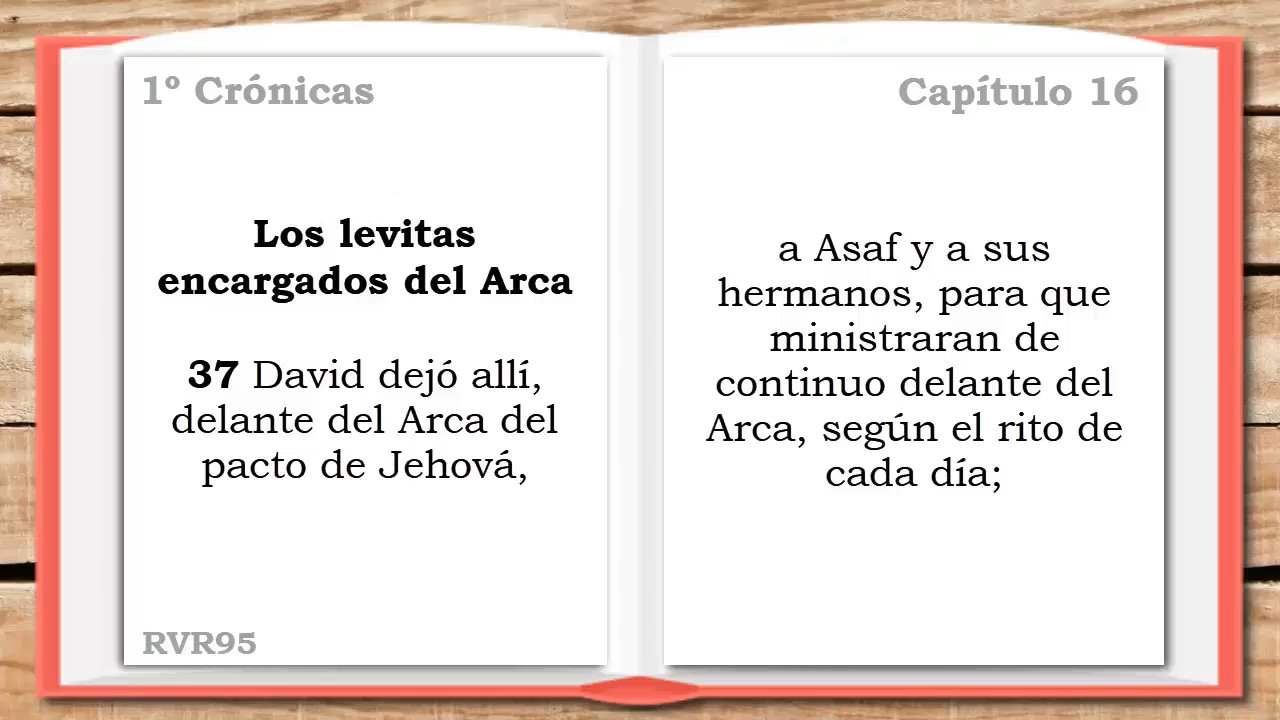 1º Crónicas
Los levitas
encargados del Arca
37 David dejó allí,
delante del Arca del
pacto de Jehová,
RVR95
Capítulo 16
a Asaf y a sus
hermanos, para que
ministraran de
continuo delante del
Arca, según el rito de
cada día;